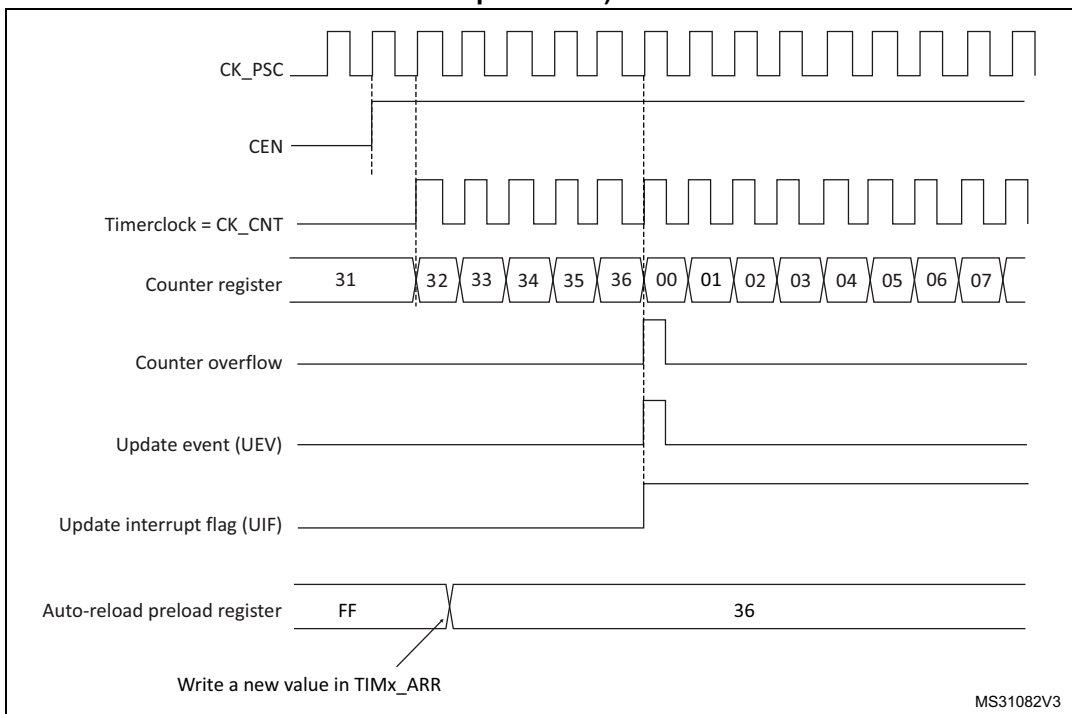 CK_PSC
CEN
Timerclock = CK_CNT
Counter register 31 32 33 34 35 36 00 01 02 03 04 05 06 07
Counter overflow
Update event (UEV)
Update interrupt flag (UIF)
Auto-reload preload register FF 36
Write a new value in TIMx_ARR
MS31082V3